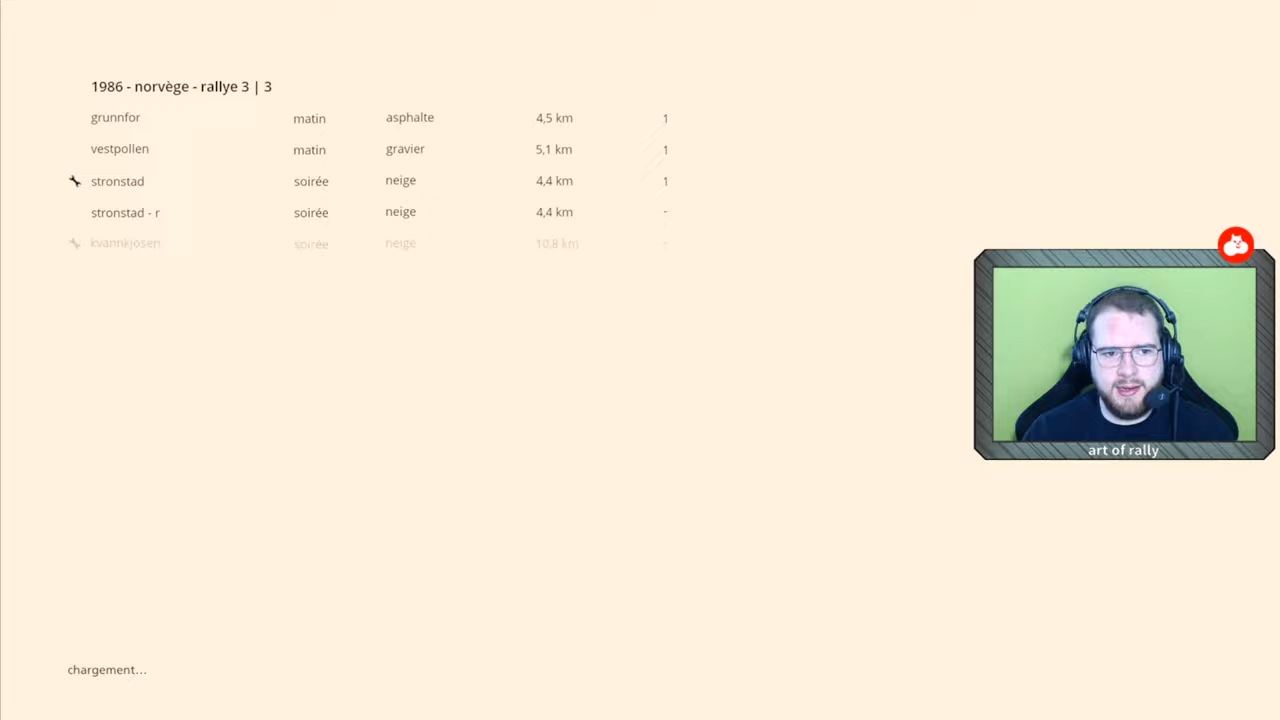 1986 - norvège - rallye 3 | 3
grunnfor matin asphalte 4,5 km 1
vestpollen matin gravier 5,1 km 1
stronstad soirée neige 4,4 km 1
stronstad - r soirée neige 4,4 km -
kvannkjosen soirée neige 10,8 km -
art of rally
chargement...